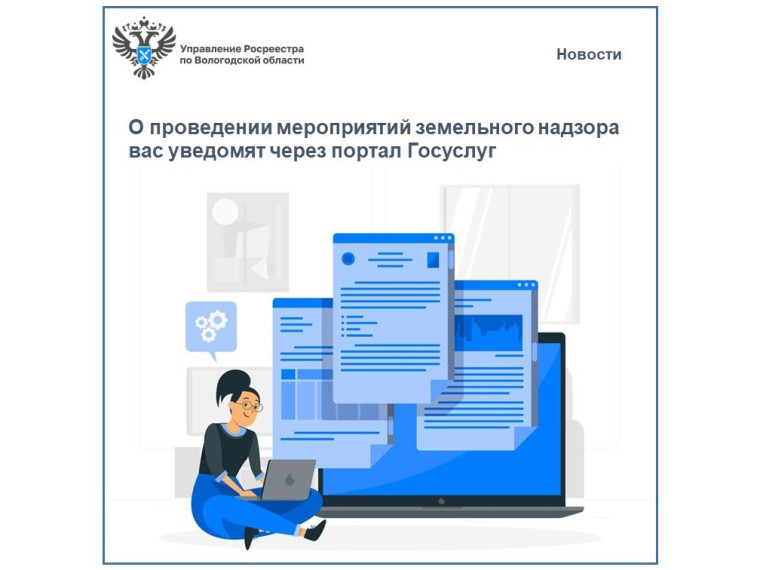 Управление Росреестра
по Вологодской области
Новости
О проведении мероприятий земельного надзора
вас уведомят через портал Госуслуг